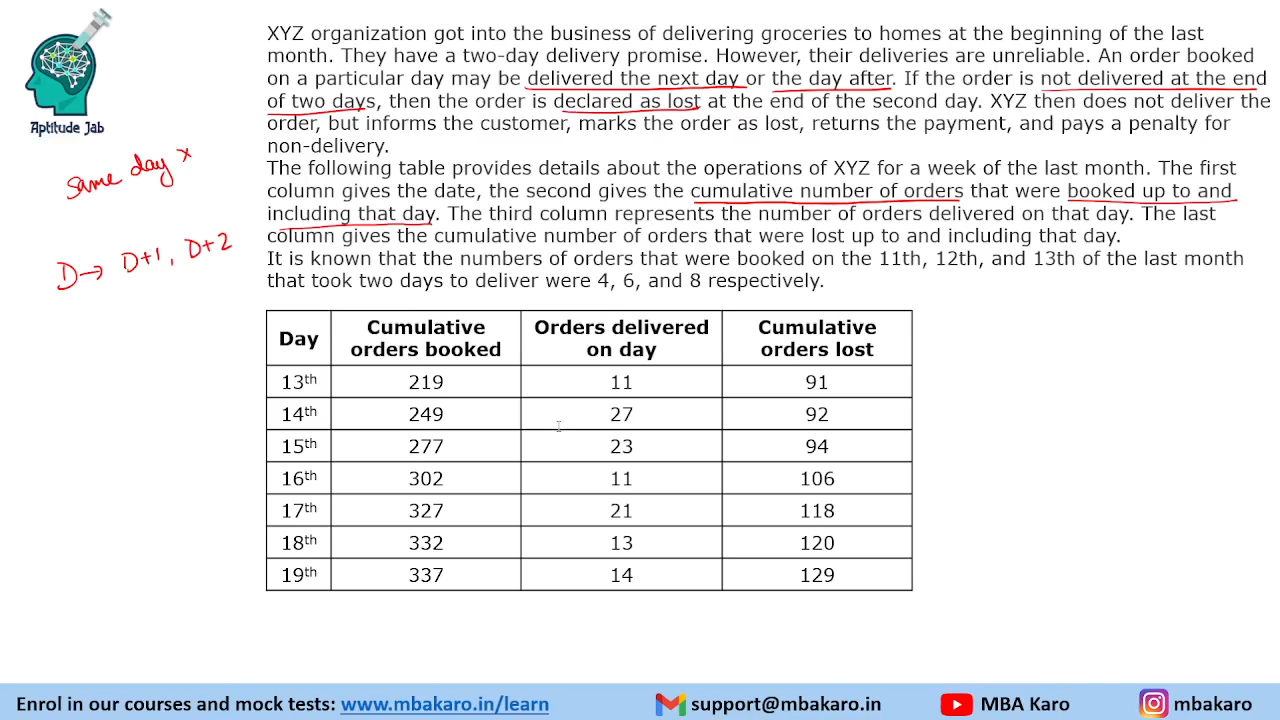 XYZ organization got into the business of delivering groceries to homes at the beginning of the last
month. They have a two-day delivery promise. However, their deliveries are unreliable. An order booked
on a particular day may be delivered the next day or the day after. If the order is not delivered at the end
of two days, then the order is declared as lost at the end of the second day. XYZ then does not deliver the
order, but informs the customer, marks the order as lost, returns the payment, and pays a penalty for
non-delivery.
The following table provides details about the operations of XYZ for a week of the last month. The first
column gives the date, the second gives the cumulative number of orders that were booked up to and
including that day. The third column represents the number of orders delivered on that day. The last
column gives the cumulative number of orders that were lost up to and including that day.
It is known that the numbers of orders that were booked on the 11th, 12th, and 13th of the last month
that took two days to deliver were 4, 6, and 8 respectively.
Aptitude Jab
same day x
D → D+1, D+2
Day Cumulative orders booked Orders delivered on day Cumulative orders lost
13th 219 11 91
14th 249 27 92
15th 277 23 94
16th 302 11 106
17th 327 21 118
18th 332 13 120
19th 337 14 129
Enrol in our courses and mock tests: www.mbakaro.in/learn support@mbakaro.in MBA Karo mbakaro